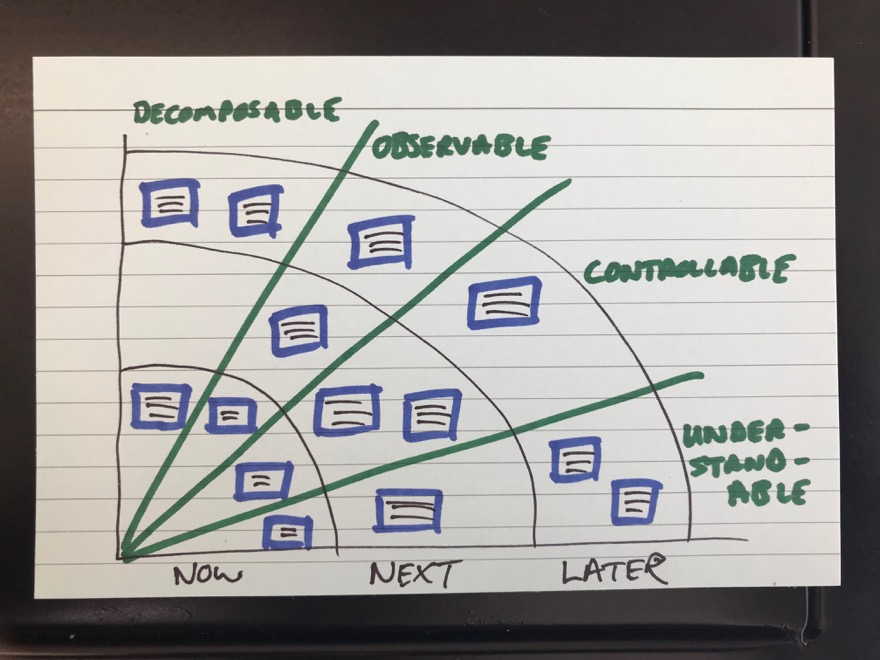 DECOMPOSABLE
OBSERVABLE
CONTROLLABLE
UNDER-
STAND-
ABLE
NOW
NEXT
LATER